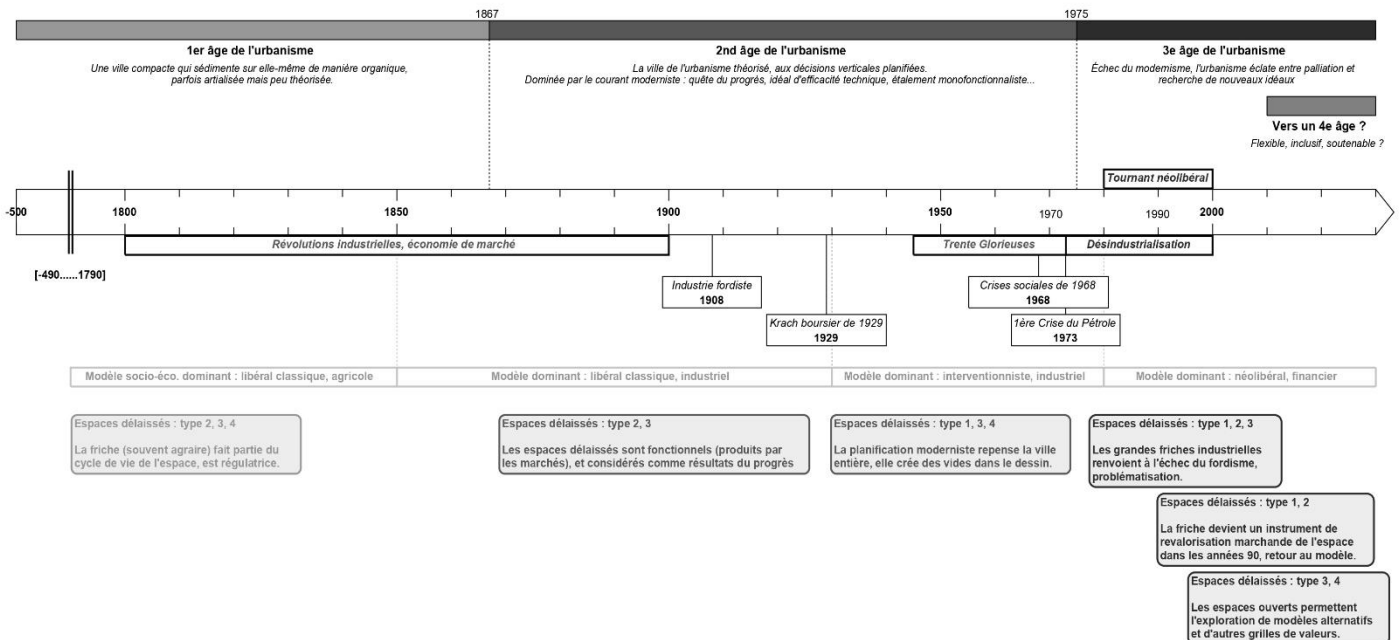 1867
1975
1er âge de l'urbanisme
Une ville compacte qui sédimente sur elle-même de manière organique,
parfois artialisée mais peu théorisée.
2nd âge de l'urbanisme
La ville de l'urbanisme théorisé, aux décisions verticales planifiées.
Dominée par le courant moderniste : quête du progrès, idéal d'efficacité technique, étalement monofonctionnaliste...
3e âge de l'urbanisme
Échec du modernisme, l'urbanisme éclate entre palliation et
recherche de nouveaux idéaux
Vers un 4e âge ?
Flexible, inclusif, soutenable ?
Tournant néolibéral
-500
1800
1850
1900
1950
1970
1990
2000
Révolutions industrielles, économie de marché
Trente Glorieuses
Désindustrialisation
[-490......1790]
Industrie fordiste
1908
Crises sociales de 1968
1968
Krach boursier de 1929
1929
1ère Crise du Pétrole
1973
Modèle socio-éco. dominant : libéral classique, agricole
Modèle dominant : libéral classique, industriel
Modèle dominant : interventionniste, industriel
Modèle dominant : néolibéral, financier
Espaces délaissés : type 2, 3, 4
La friche (souvent agraire) fait partie du
cycle de vie de l'espace, est régulatrice.
Espaces délaissés : type 2, 3
Les espaces délaissés sont fonctionnels (produits par
les marchés), et considérés comme résultats du progrès
Espaces délaissés : type 1, 3, 4
La planification moderniste repense la ville
entière, elle crée des vides dans le dessin.
Espaces délaissés : type 1, 2, 3
Les grandes friches industrielles
renvoient à l'échec du fordisme,
problématisation.
Espaces délaissés : type 1, 2
La friche devient un instrument de
revalorisation marchande de l'espace
dans les années 90, retour au modèle.
Espaces délaissés : type 3, 4
Les espaces ouverts permettent
l'exploration de modèles alternatifs
et d'autres grilles de valeurs.